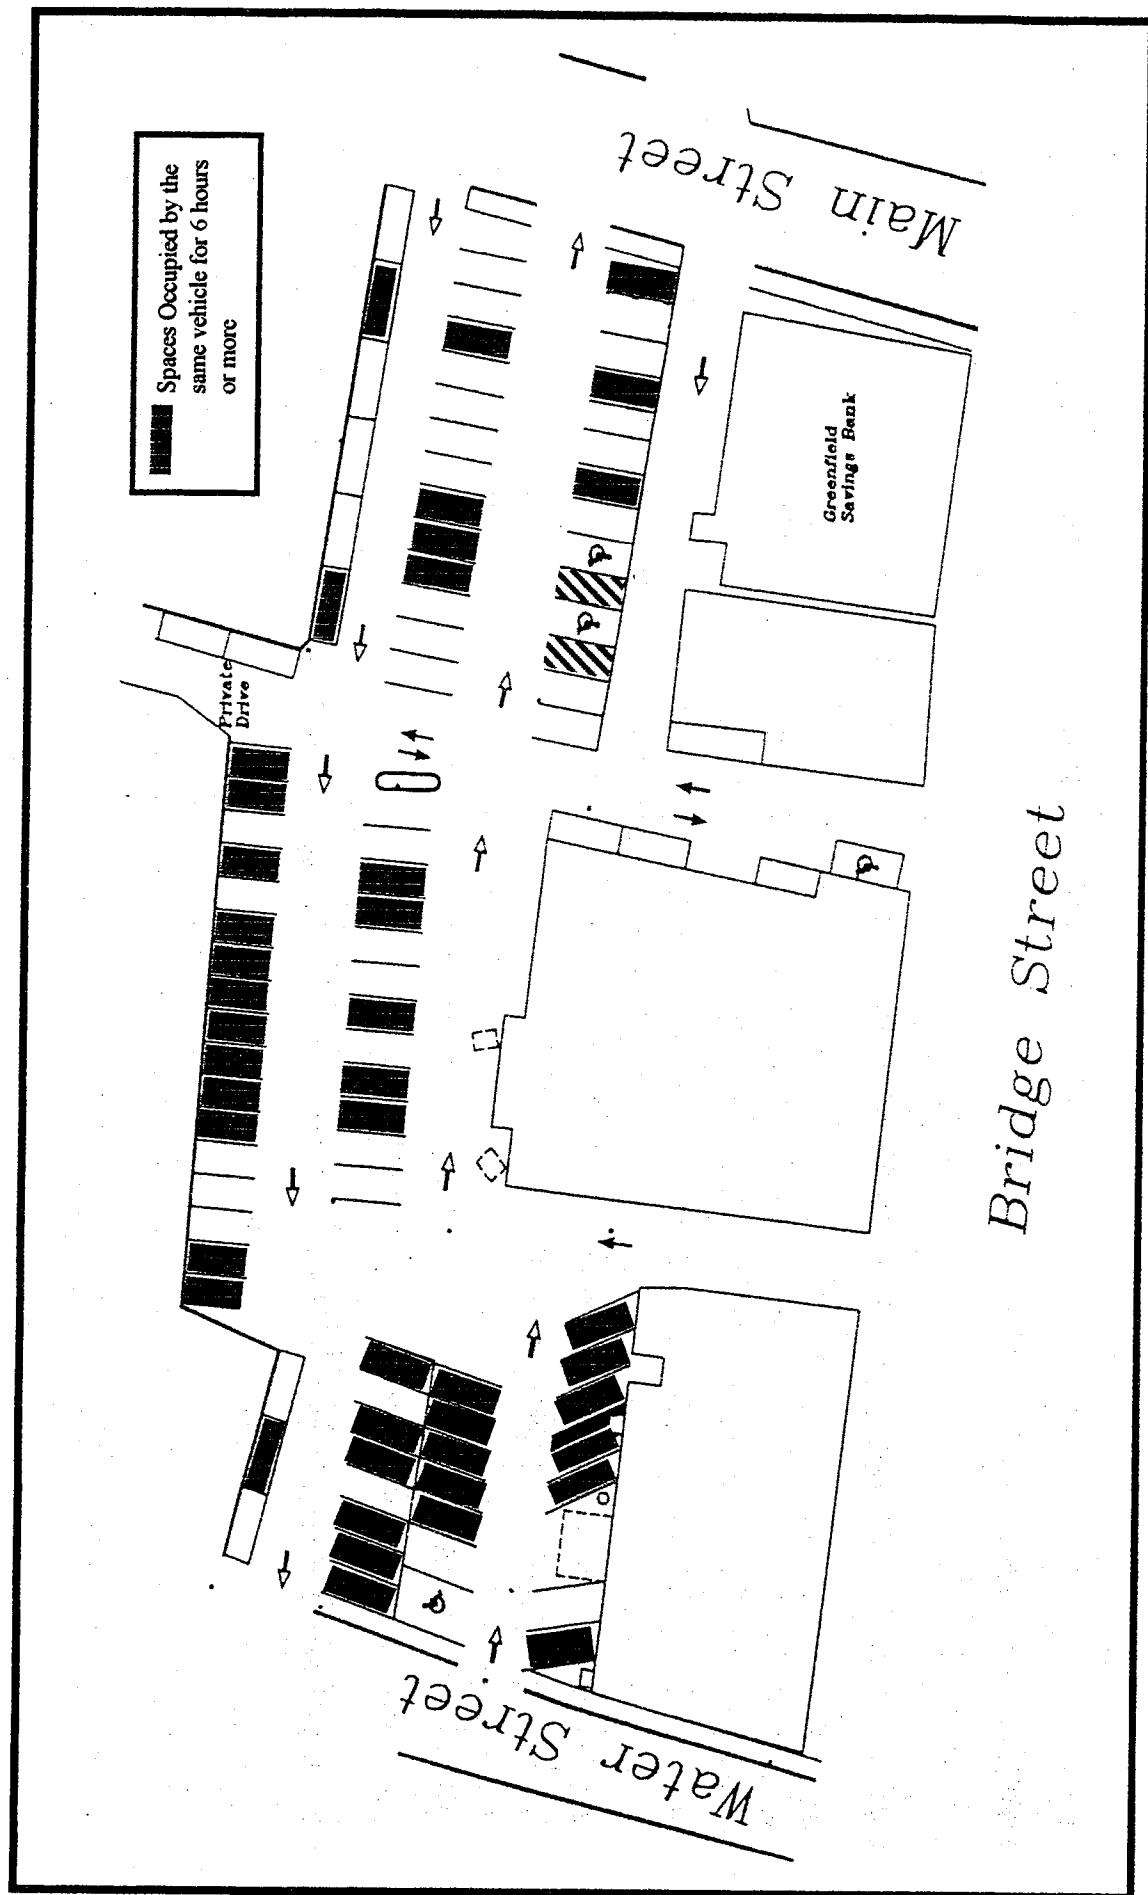 Spaces Occupied by the
same vehicle for 6 hours
or more
Main Street
Greenfield
Savings Bank
Private
Drive
Bridge Street
Water Street